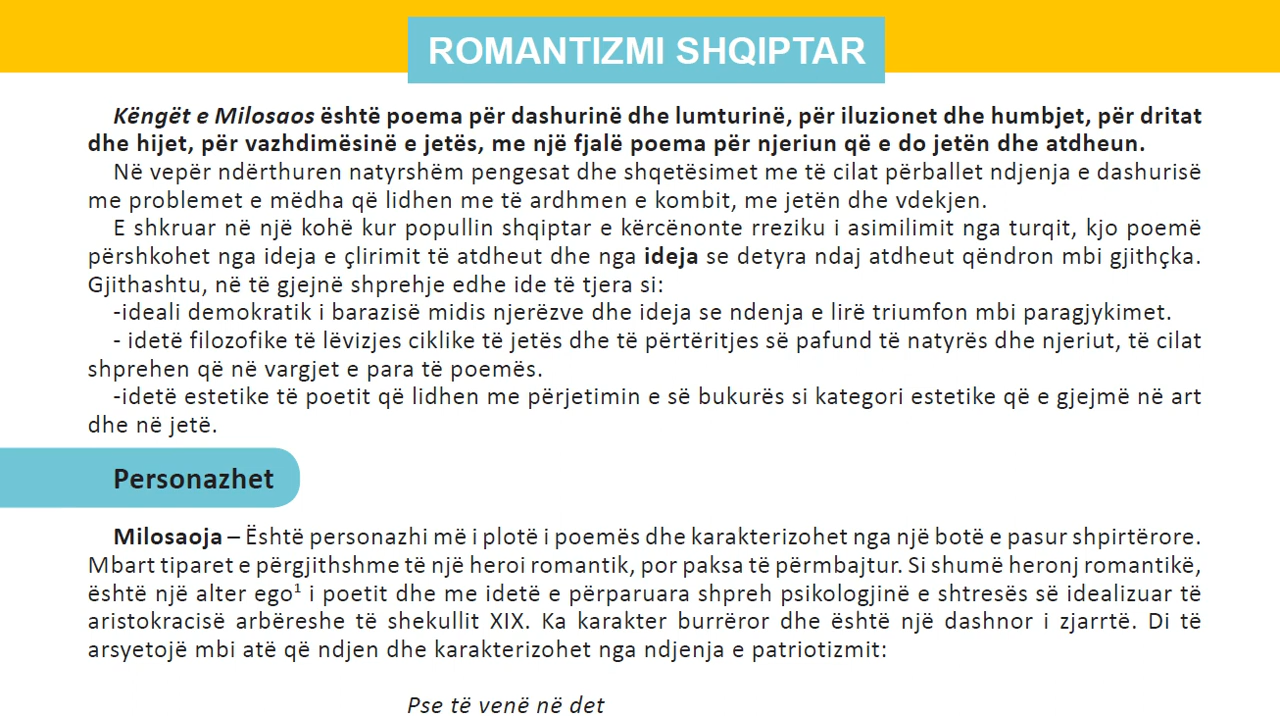 ROMANTIZMI SHQIPTAR
Këngët e Milosaos është poema për dashurinë dhe lumturinë, për iluzionet dhe humbjet, për dritat
dhe hijet, për vazhdimësinë e jetës, me një fjalë poema për njeriun që e do jetën dhe atdheun.
Në vepër ndërthuren natyrshëm pengesat dhe shqetësimet me të cilat përballet ndjenja e dashurisë
me problemet e mëdha që lidhen me të ardhmen e kombit, me jetën dhe vdekjen.
E shkruar në një kohë kur popullin shqiptar e kërcënonte rreziku i asimilimit nga turqit, kjo poemë
përshkohet nga ideja e çlirimit të atdheut dhe nga ideja se detyra ndaj atdheut qëndron mbi gjithçka.
Gjithashtu, në të gjejnë shprehje edhe ide të tjera si:
-ideali demokratik i barazisë midis njerëzve dhe ideja se ndenja e lirë triumfon mbi paragjykimet.
- idetë filozofike të lëvizjes ciklike të jetës dhe të përtëritjes së pafund të natyrës dhe njeriut, të cilat
shprehen që në vargjet e para të poemës.
-idetë estetike të poetit që lidhen me përjetimin e së bukurës si kategori estetike që e gjejmë në art
dhe në jetë.
Personazhet
Milosaoja – Është personazhi më i plotë i poemës dhe karakterizohet nga një botë e pasur shpirtërore.
Mbart tiparet e përgjithshme të një heroi romantik, por paksa të përmbajtur. Si shumë heronj romantikë,
është një alter ego¹ i poetit dhe me idetë e përparuara shpreh psikologjinë e shtresës së idealizuar të
aristokracisë arbëreshe të shekullit XIX. Ka karakter burrëror dhe është një dashnor i zjarrtë. Di të
arsyetojë mbi atë që ndjen dhe karakterizohet nga ndjenja e patriotizmit:
Pse të venë në det